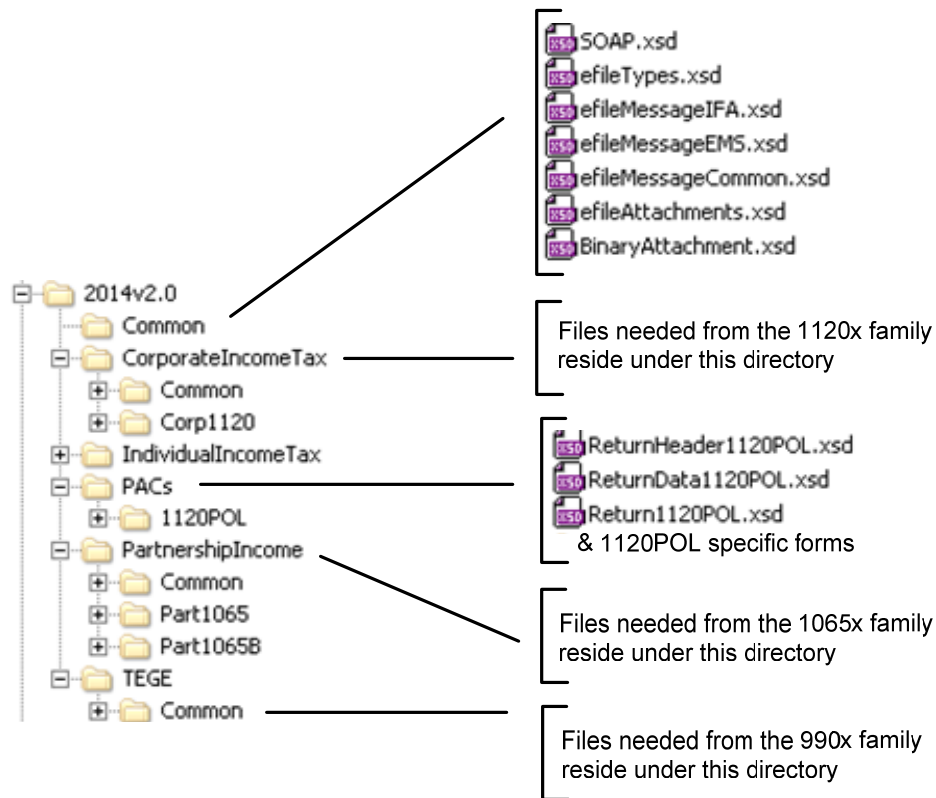 SOAP.xsd
efileTypes.xsd
efileMessageIFA.xsd
efileMessageEMS.xsd
efileMessageCommon.xsd
efileAttachments.xsd
BinaryAttachment.xsd
2014v2.0
Common
CorporateIncomeTax
Common
Corp1120
IndividualIncomeTax
PACs
1120POL
PartnershipIncome
Common
Part1065
Part1065B
TEGE
Common
Files needed from the 1120x family
reside under this directory
ReturnHeader1120POL.xsd
ReturnData1120POL.xsd
Return1120POL.xsd
& 1120POL specific forms
Files needed from the 1065x family
reside under this directory
Files needed from the 990x family
reside under this directory